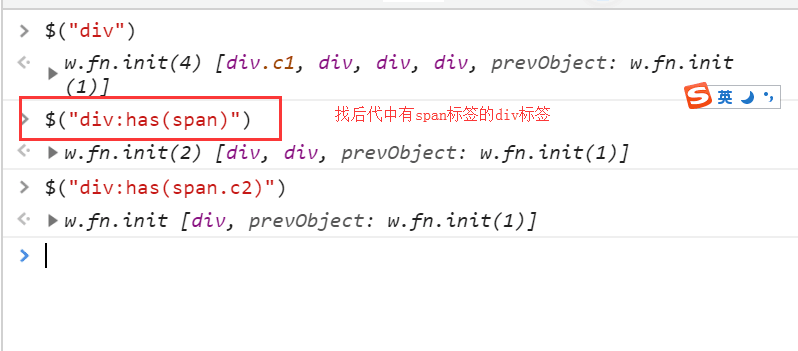 > $("div")
<· ▶ w.fn.init(4) [div.c1, div, div, div, prevObject: w.fn.init
(1)]
> $("div:has(span)") 找后代中有span标签的div标签
S 英
<· ▶ w.fn.init(2) [div, div, prevObject: w.fn.init(1)]
> $("div:has(span.c2)")
<· ▶ w.fn.init [div, prevObject: w.fn.init(1)]
>